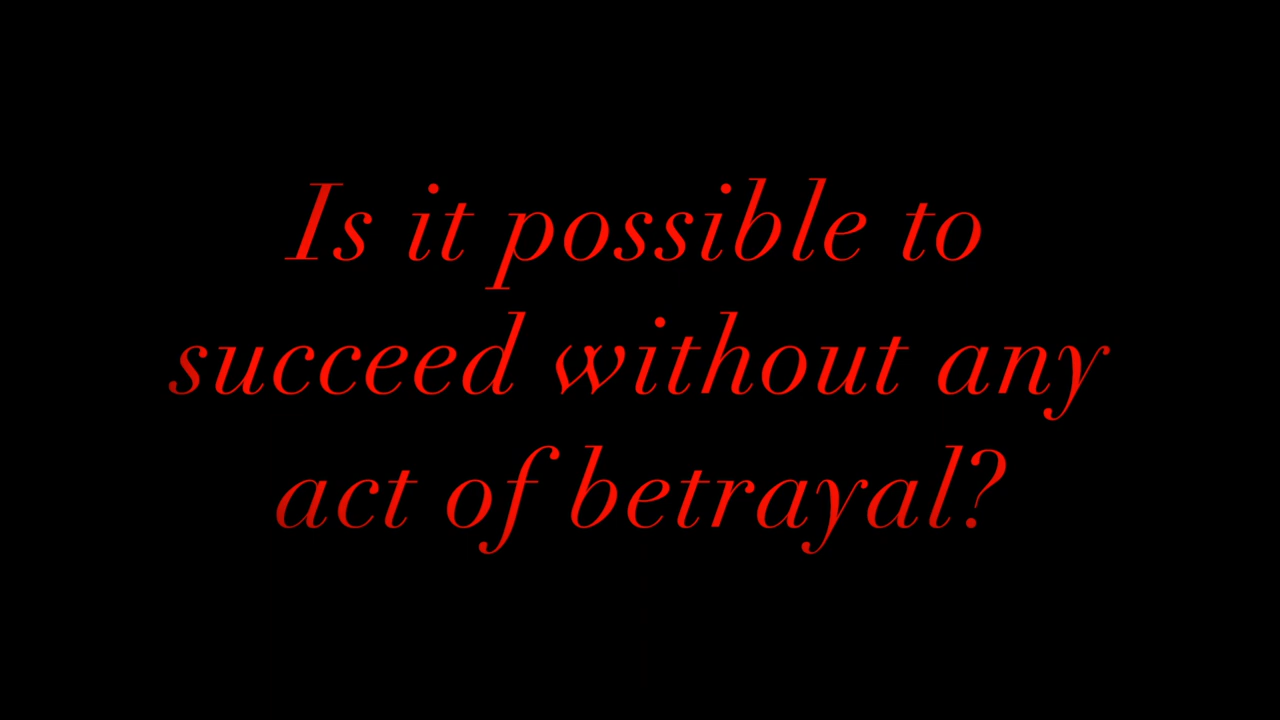 Is it possible to
succeed without any
act of betrayal?